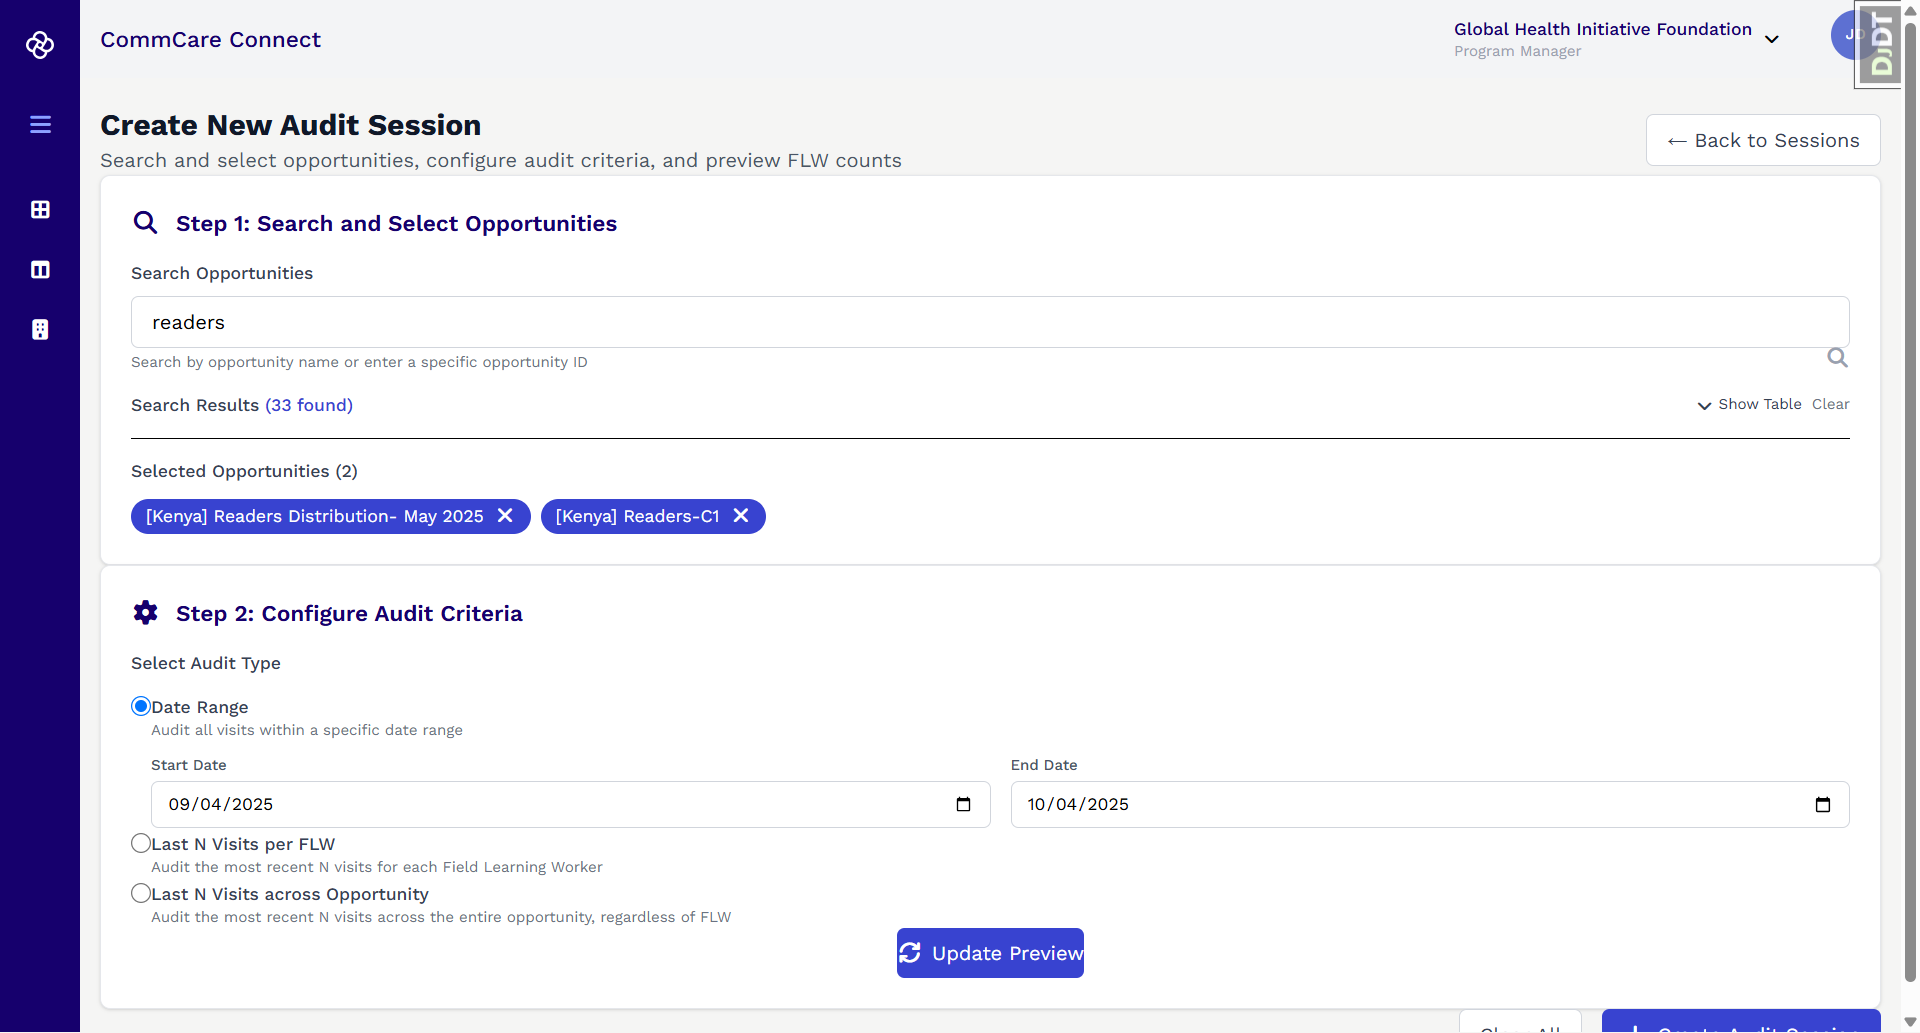 CommCare Connect
Global Health Initiative Foundation
Program Manager
DjDT
Create New Audit Session
Search and select opportunities, configure audit criteria, and preview FLW counts
← Back to Sessions
Step 1: Search and Select Opportunities
Search Opportunities
readers
Search by opportunity name or enter a specific opportunity ID
Search Results (33 found)
Show Table Clear
Selected Opportunities (2)
[Kenya] Readers Distribution- May 2025
[Kenya] Readers-C1
Step 2: Configure Audit Criteria
Select Audit Type
Date Range
Audit all visits within a specific date range
Start Date
End Date
09/04/2025
10/04/2025
Last N Visits per FLW
Audit the most recent N visits for each Field Learning Worker
Last N Visits across Opportunity
Audit the most recent N visits across the entire opportunity, regardless of FLW
Update Preview
Clear All
Create Audit Session